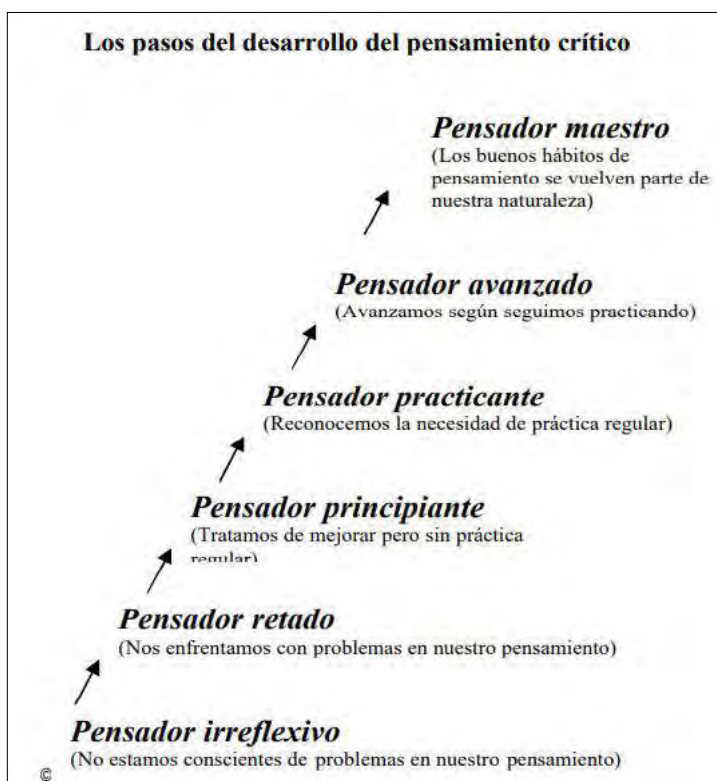 Los pasos del desarrollo del pensamiento crítico
Pensador maestro
(Los buenos hábitos de
pensamiento se vuelven parte de
nuestra naturaleza)
Pensador avanzado
(Avanzamos según seguimos practicando)
Pensador practicante
(Reconocemos la necesidad de práctica regular)
Pensador principiante
(Tratamos de mejorar pero sin práctica
regular)
Pensador retado
(Nos enfrentamos con problemas en nuestro pensamiento)
Pensador irreflexivo
(No estamos conscientes de problemas en nuestro pensamiento)
©